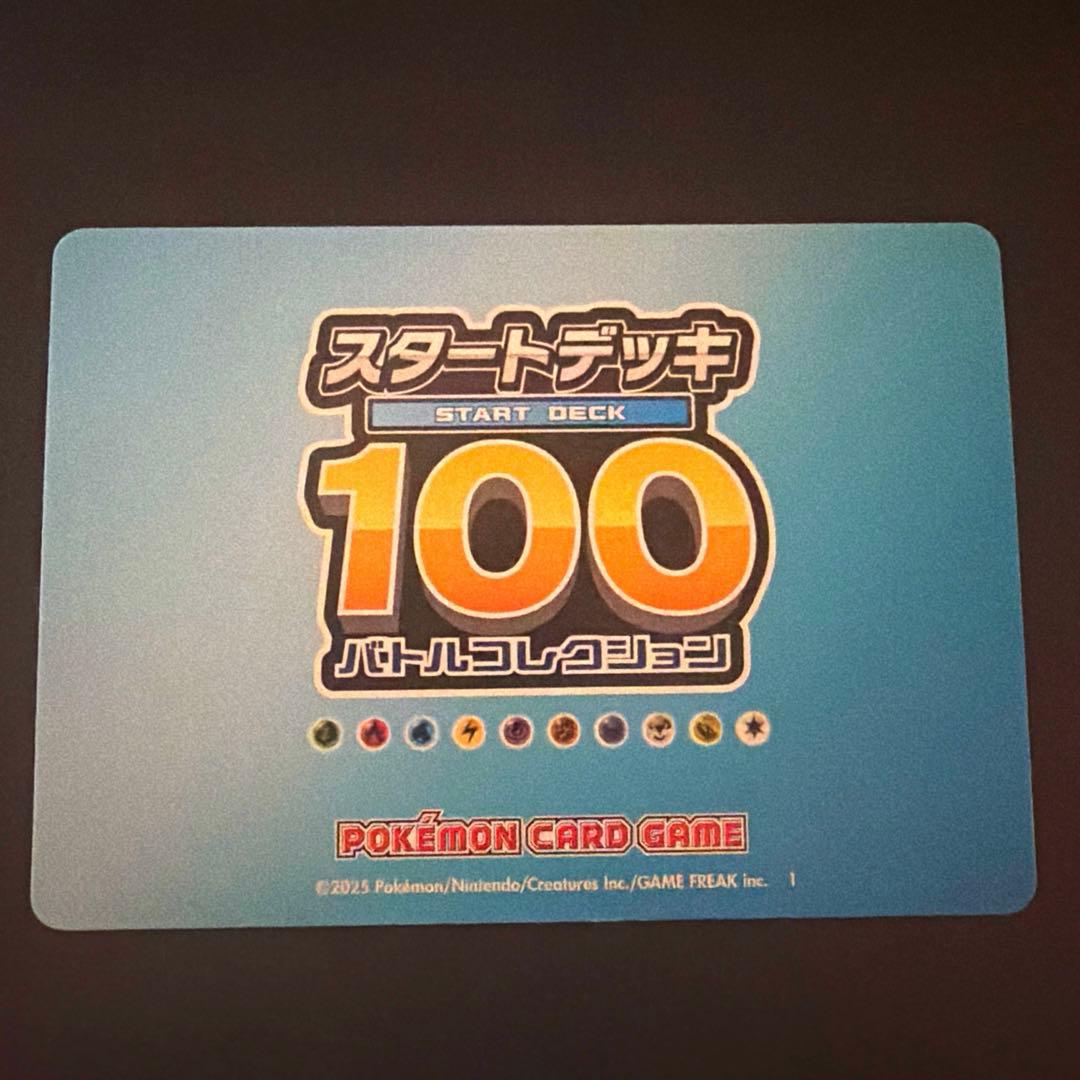 スタートデッキ
START DECK
100
バトルコレクション
POKÉMON CARD GAME
©2025 Pokémon/Nintendo/Creatures Inc./GAME FREAK inc. 1